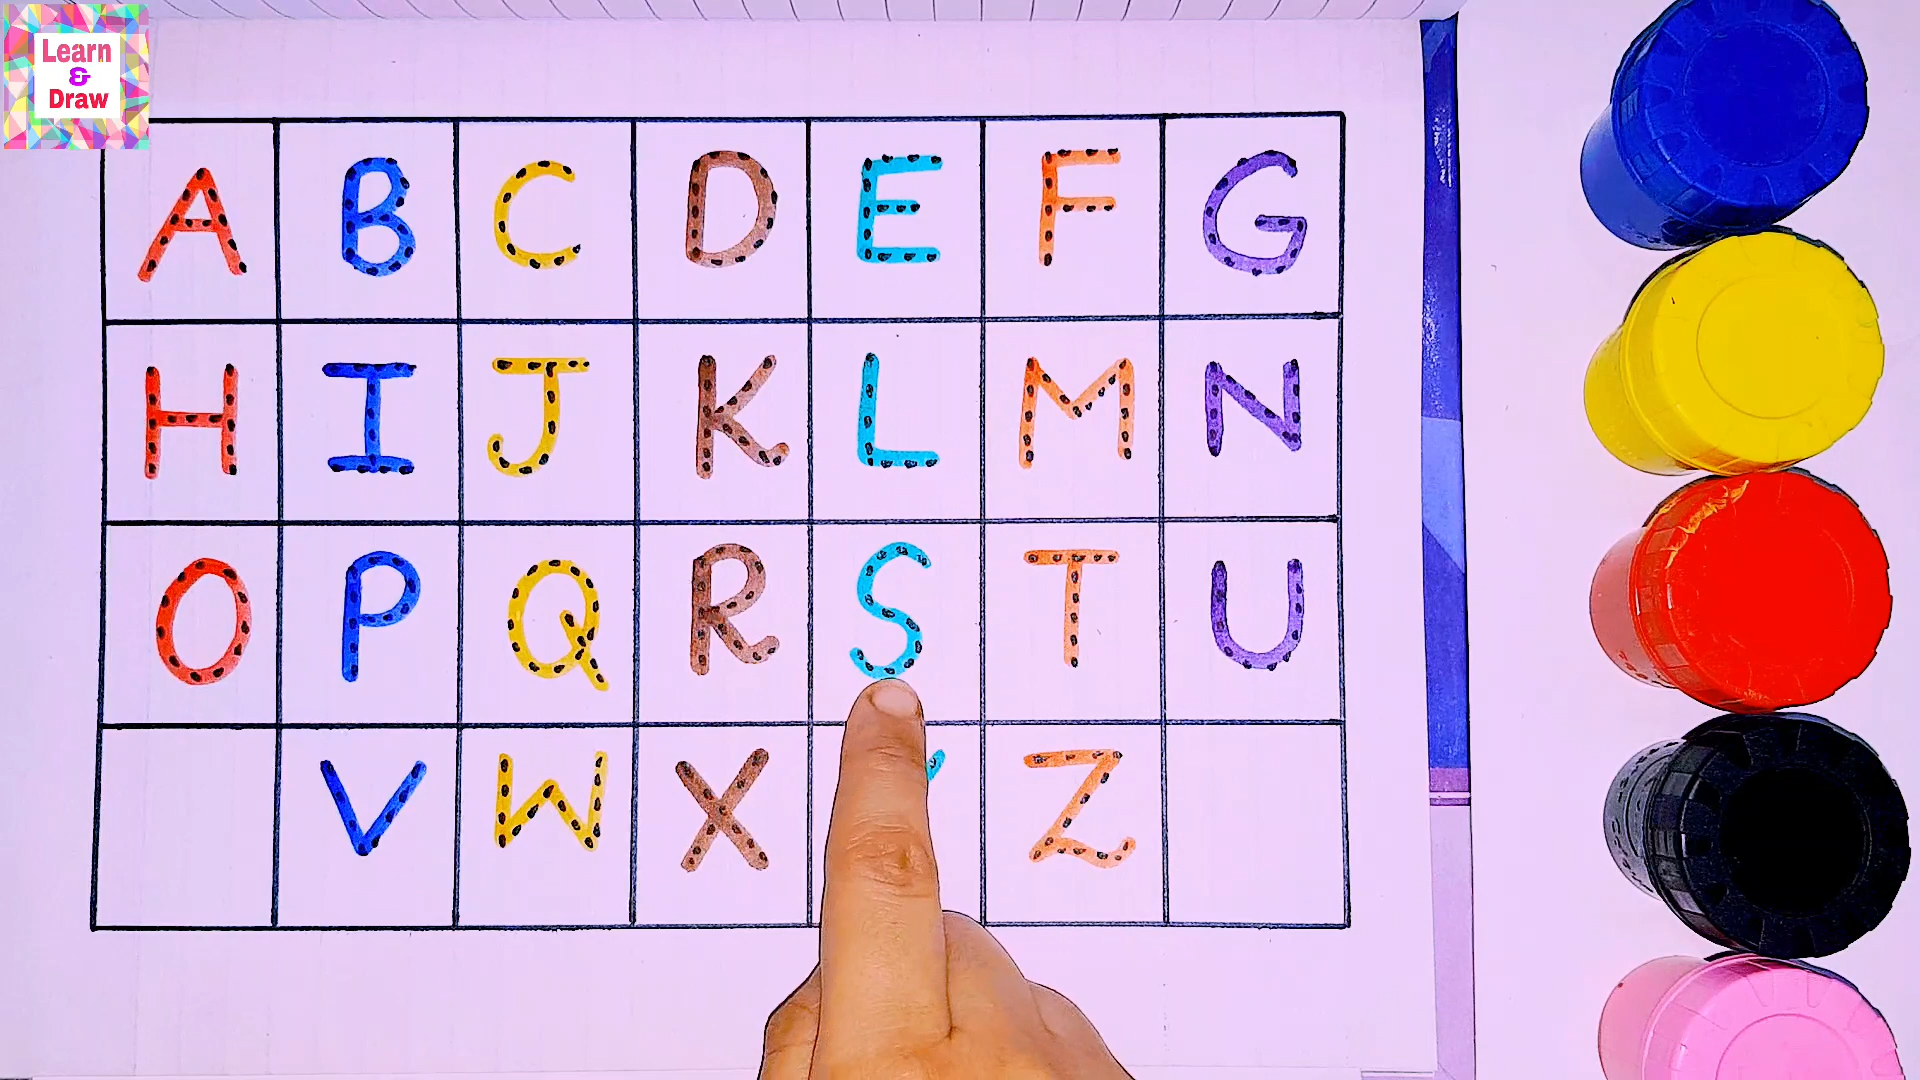 Learn
&
Draw
A B C D E F G
H I J K L M N
O P Q R S T U
V W X Z